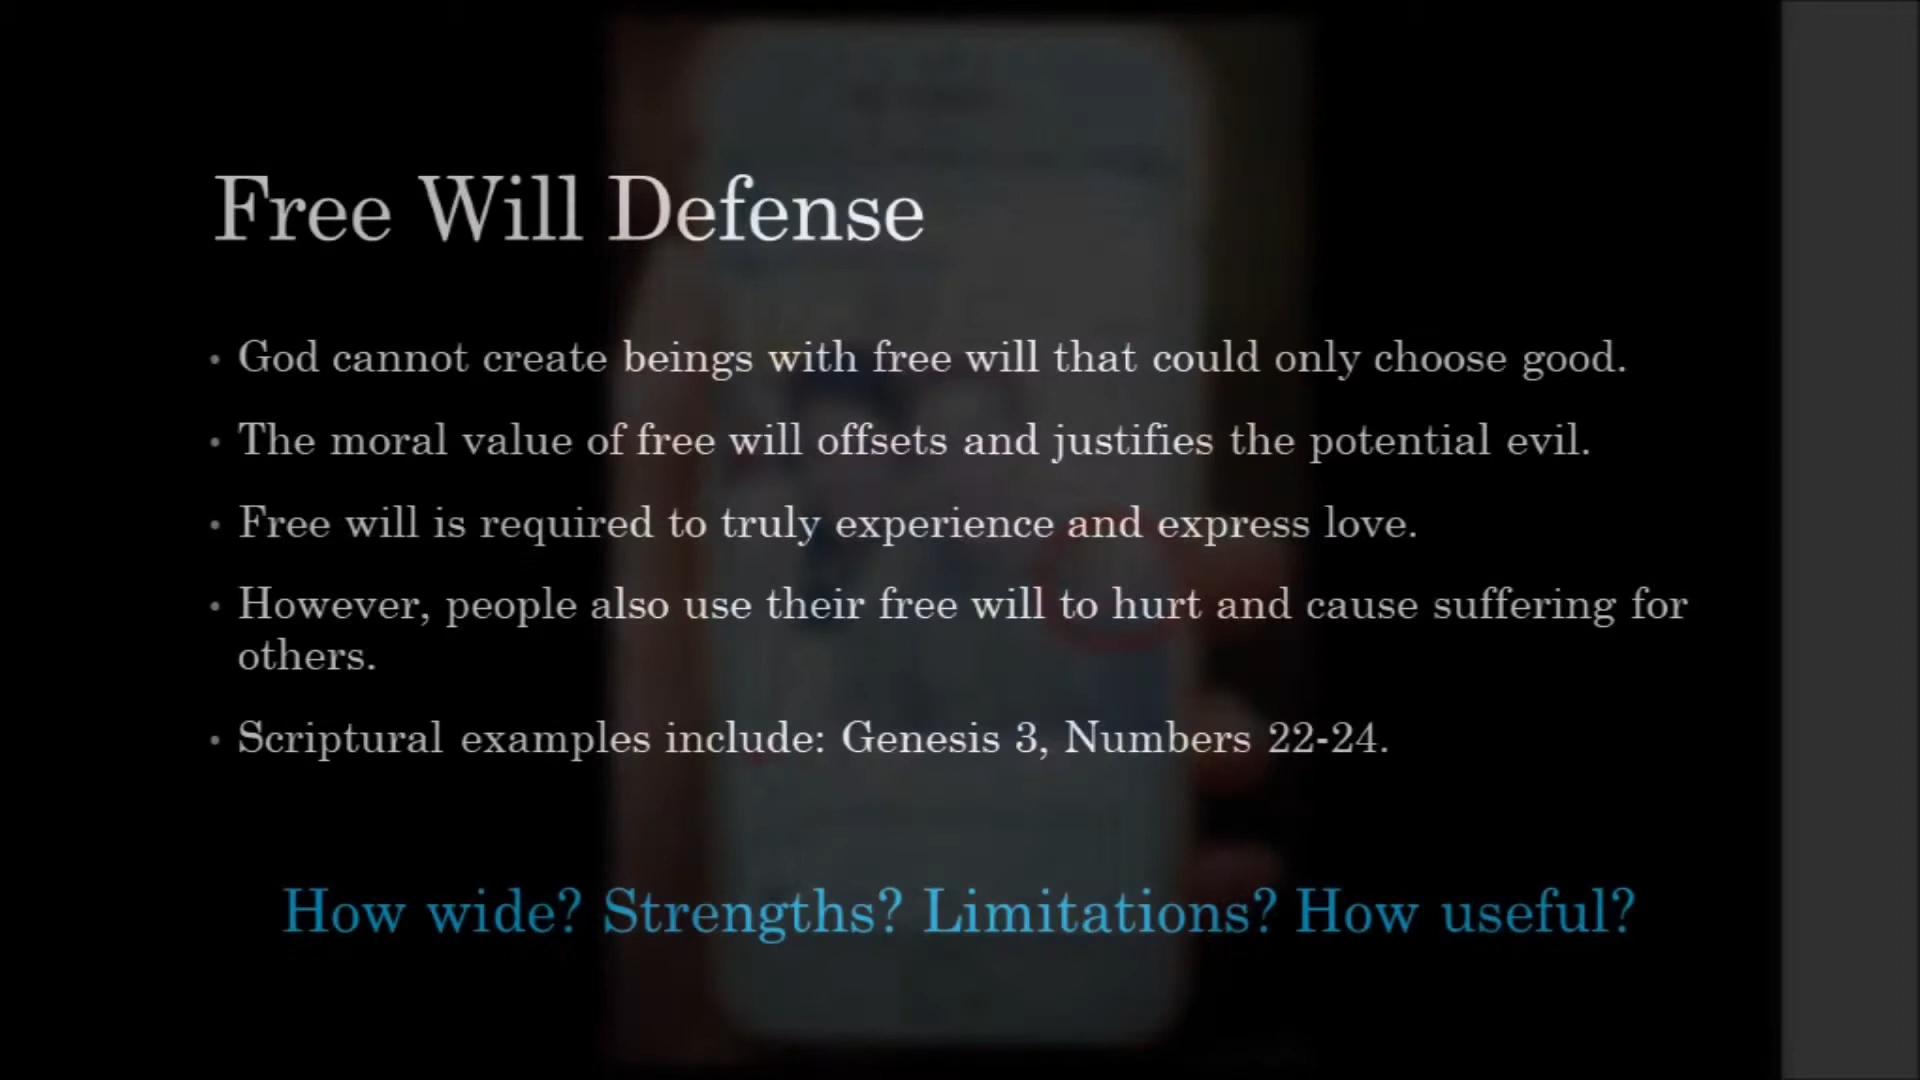 Free Will Defense
• God cannot create beings with free will that could only choose good.
• The moral value of free will offsets and justifies the potential evil.
• Free will is required to truly experience and express love.
• However, people also use their free will to hurt and cause suffering for
others.
• Scriptural examples include: Genesis 3, Numbers 22-24.
How wide? Strengths? Limitations? How useful?